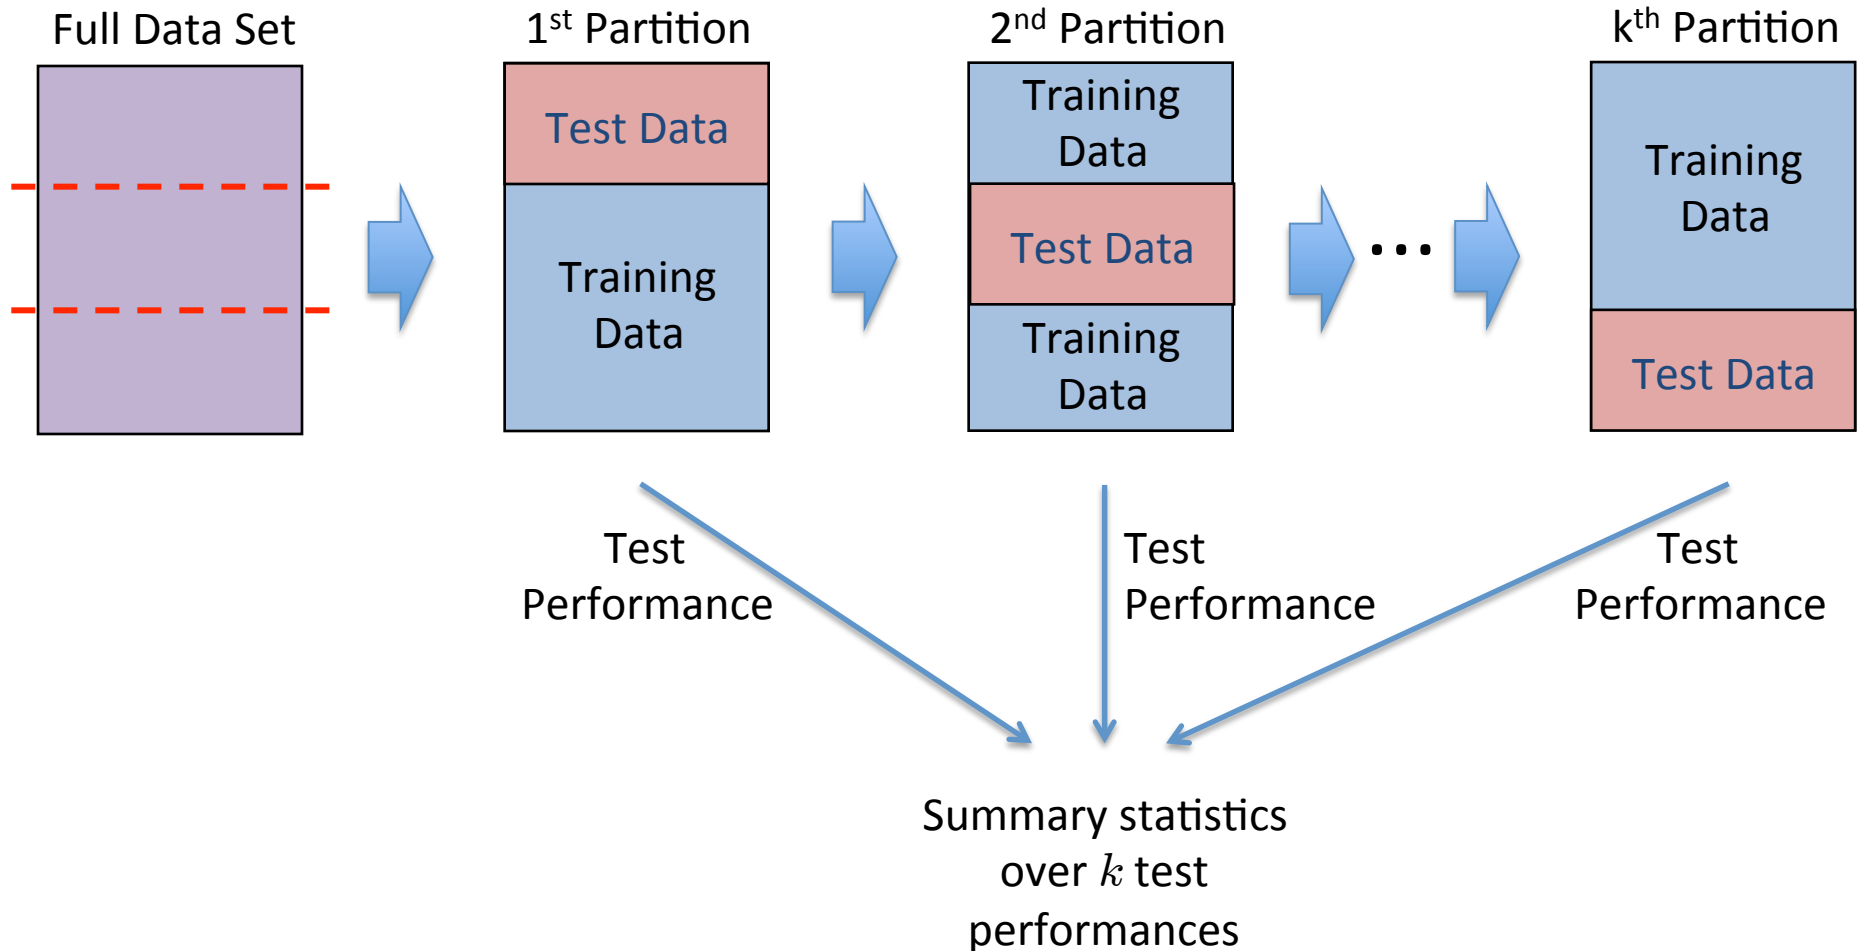 Full Data Set
1st Partition
2nd Partition
kth Partition
Test Data
Training
Data
Training
Data
Test Data
Training
Data
Training
Data
Test Data
...
Test
Performance
Test
Performance
Test
Performance
Summary statistics
over k test
performances